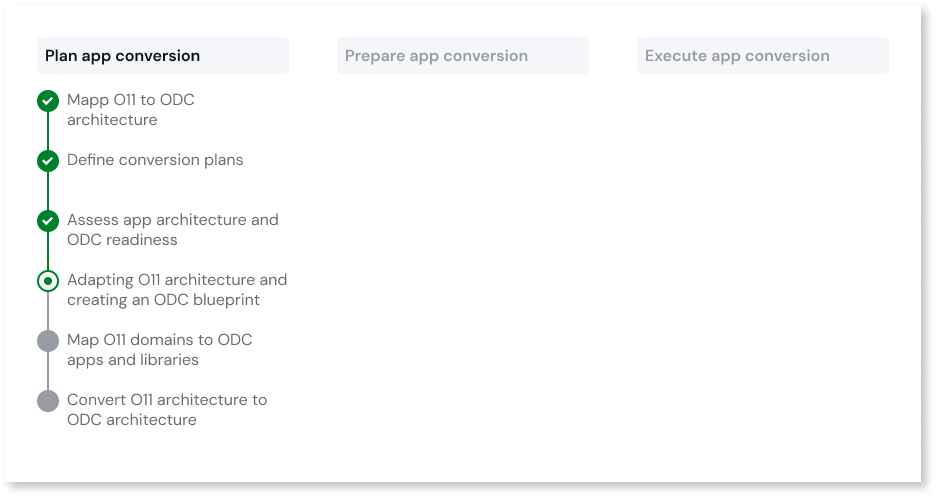 Plan app conversion
Prepare app conversion
Execute app conversion
Mapp O11 to ODC
architecture
Define conversion plans
Assess app architecture and
ODC readiness
Adapting O11 architecture and
creating an ODC blueprint
Map O11 domains to ODC
apps and libraries
Convert O11 architecture to
ODC architecture